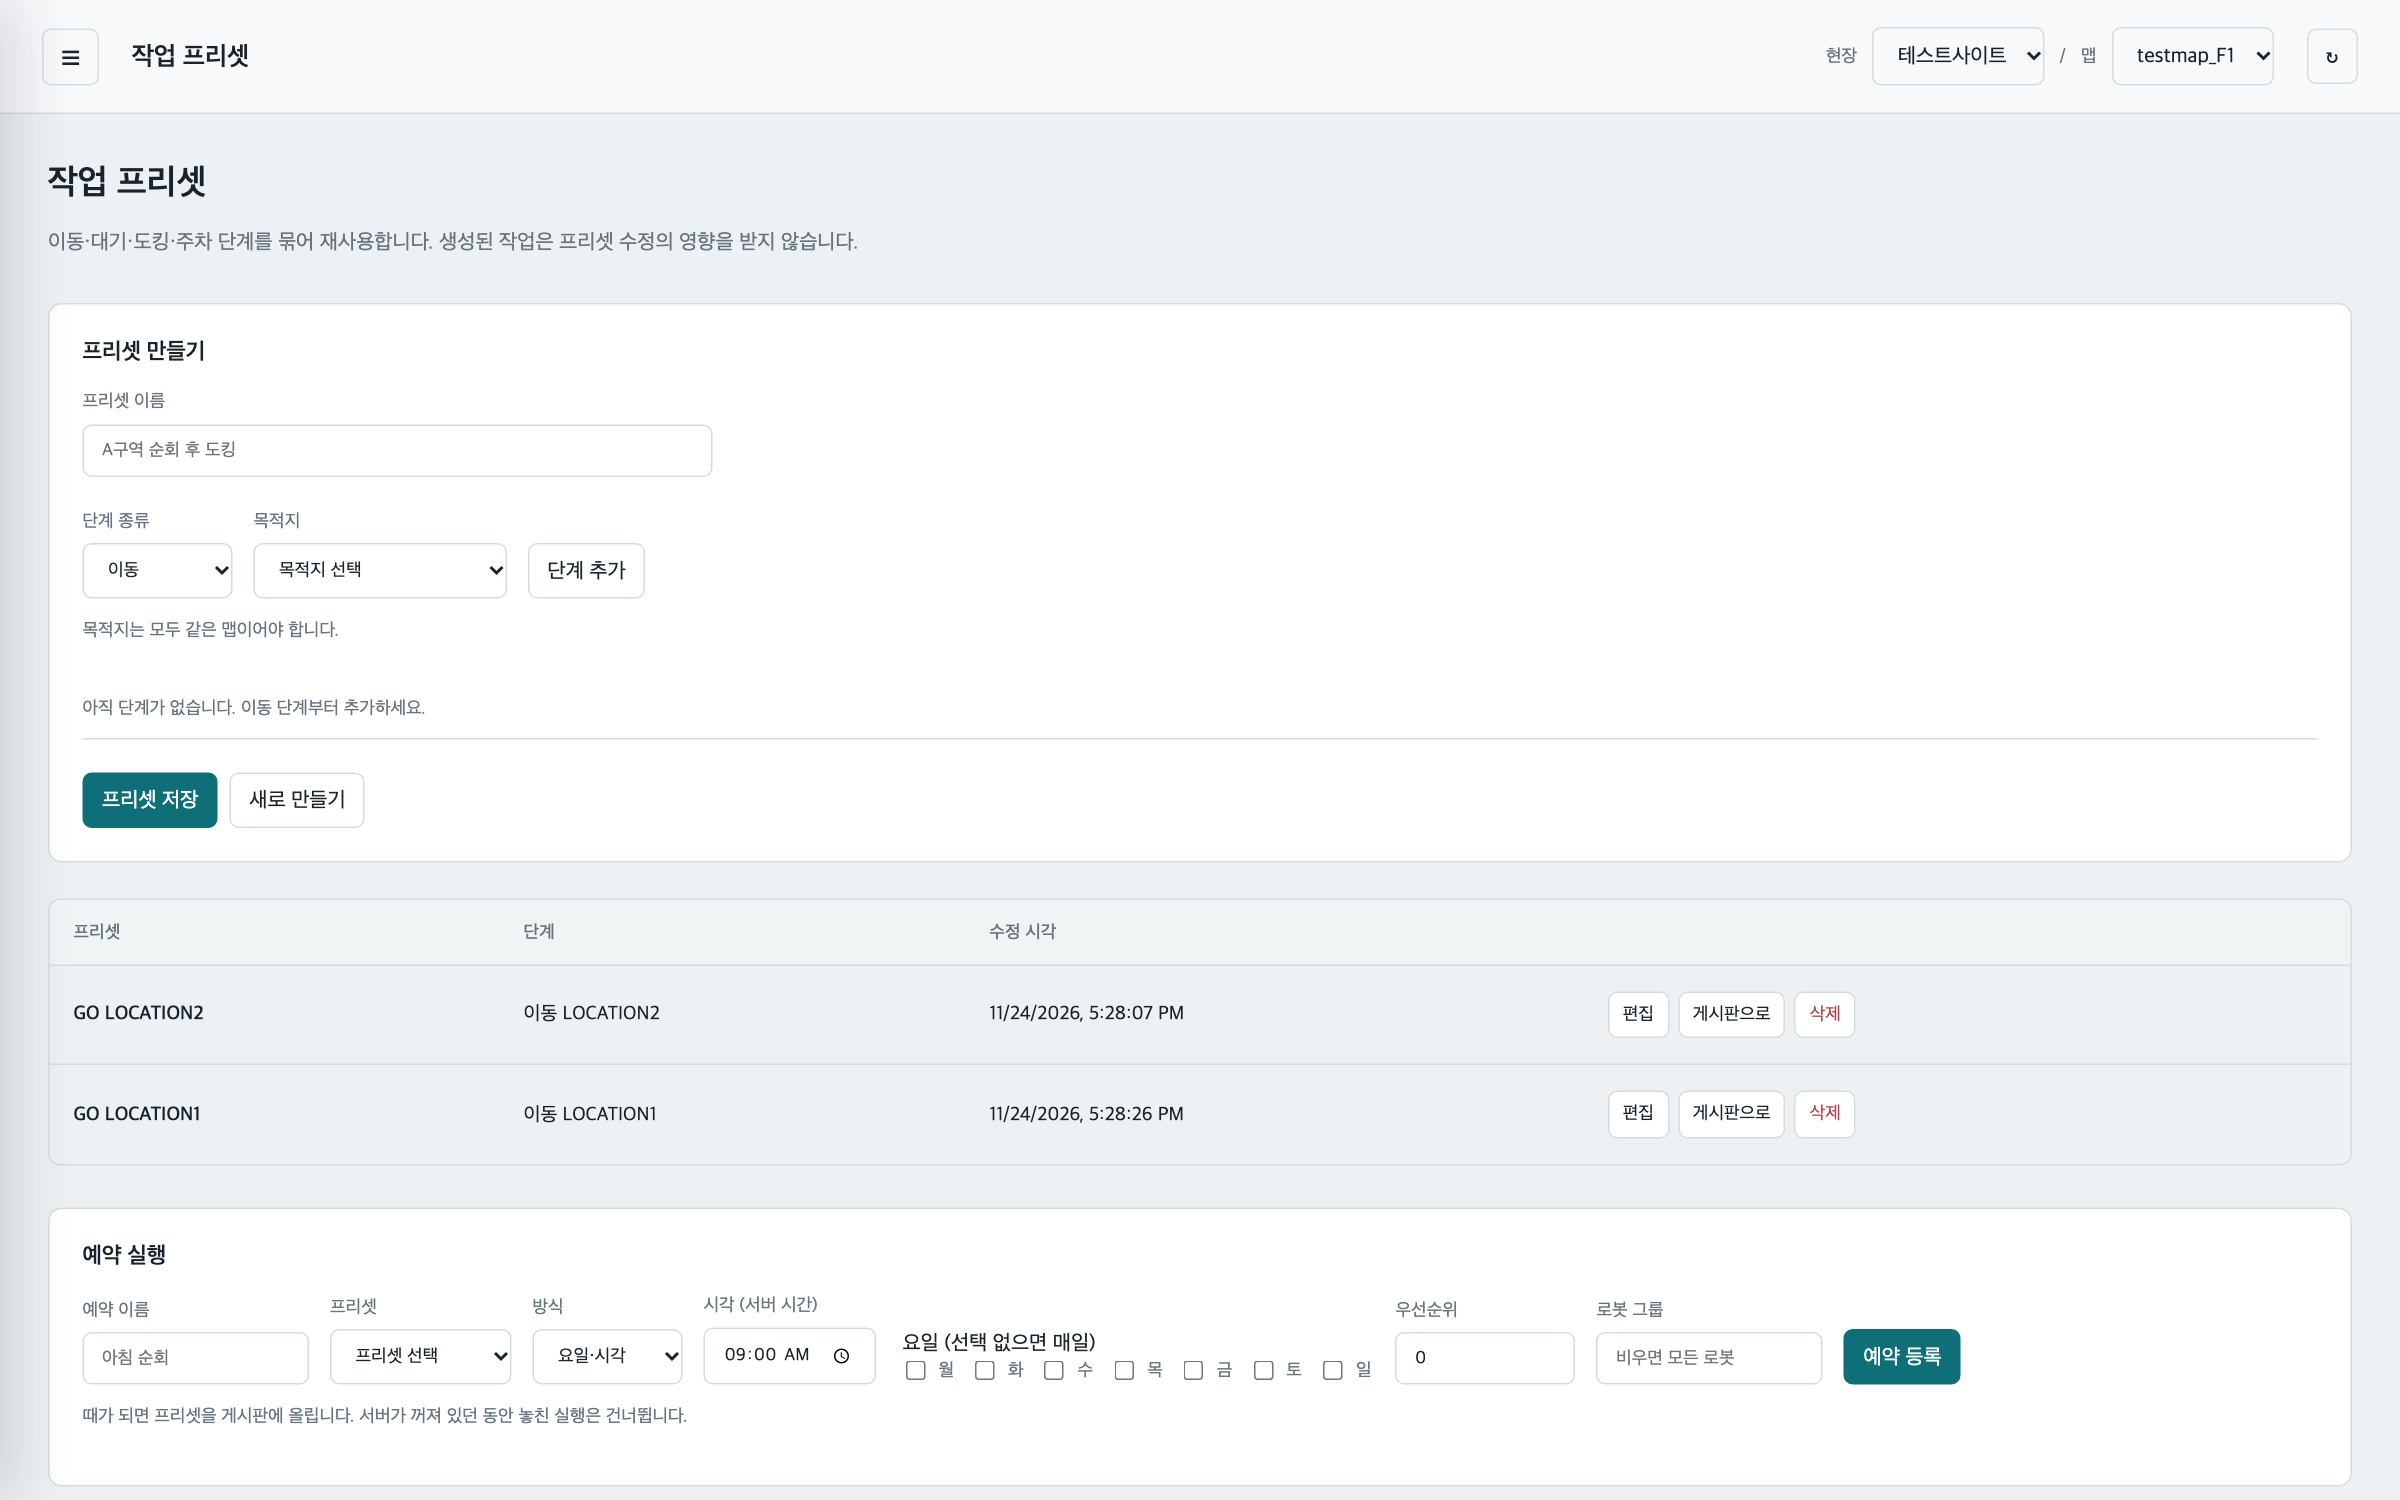 작업 프리셋
현장 테스트사이트 / 맵 testmap_F1
작업 프리셋
이동·대기·도킹·주차 단계를 묶어 재사용합니다. 생성된 작업은 프리셋 수정의 영향을 받지 않습니다.
프리셋 만들기
프리셋 이름
A구역 순회 후 도킹
단계 종류 목적지
이동 목적지 선택 단계 추가
목적지는 모두 같은 맵이어야 합니다.
아직 단계가 없습니다. 이동 단계부터 추가하세요.
프리셋 저장 새로 만들기
프리셋 단계 수정 시각
GO LOCATION2 이동 LOCATION2 11/24/2026, 5:28:07 PM 편집 게시판으로 삭제
GO LOCATION1 이동 LOCATION1 11/24/2026, 5:28:26 PM 편집 게시판으로 삭제
예약 실행
예약 이름 프리셋 방식 시각 (서버 시간) 우선순위 로봇 그룹
요일 (선택 없으면 매일)
아침 순회 프리셋 선택 요일·시각 09:00 AM 월 화 수 목 금 토 일 0 비우면 모든 로봇 예약 등록
때가 되면 프리셋을 게시판에 올립니다. 서버가 꺼져 있던 동안 놓친 실행은 건너뜁니다.